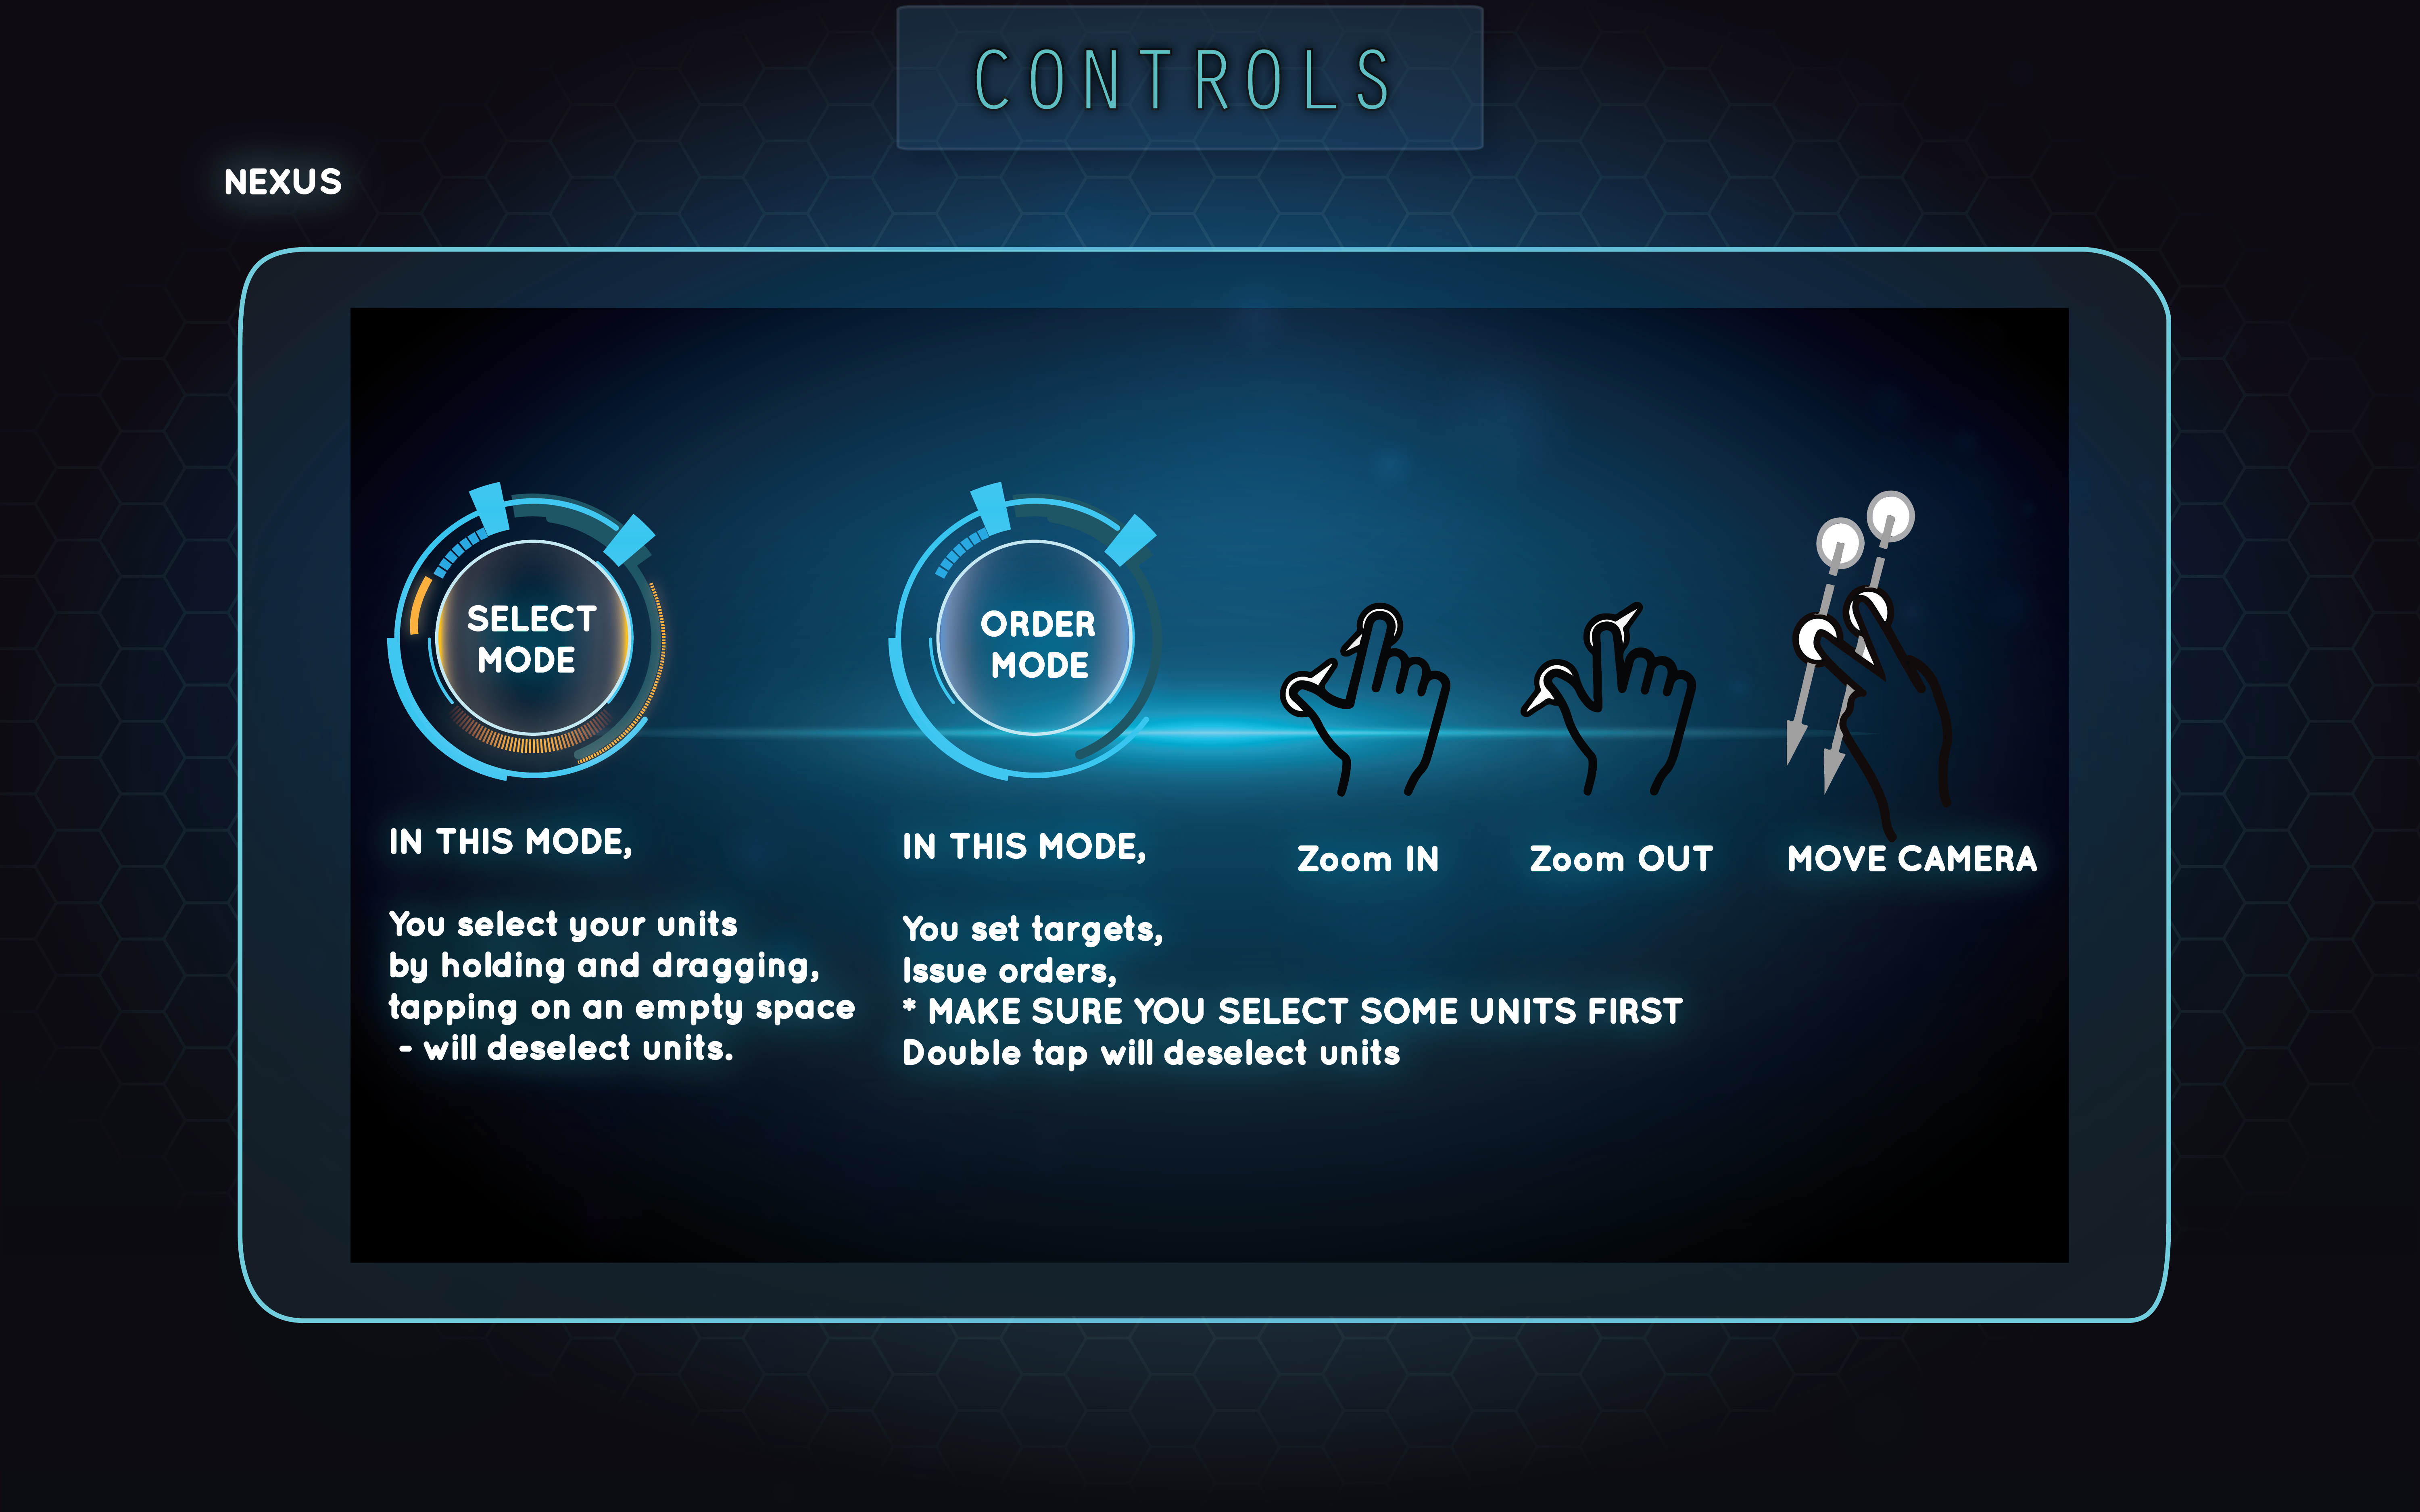 CONTROLS
NEXUS
SELECT
MODE
IN THIS MODE,
You select your units
by holding and dragging,
tapping on an empty space
- will deselect units.
ORDER
MODE
IN THIS MODE,
You set targets,
Issue orders,
* MAKE SURE YOU SELECT SOME UNITS FIRST
Double tap will deselect units
Zoom IN
Zoom OUT
MOVE CAMERA